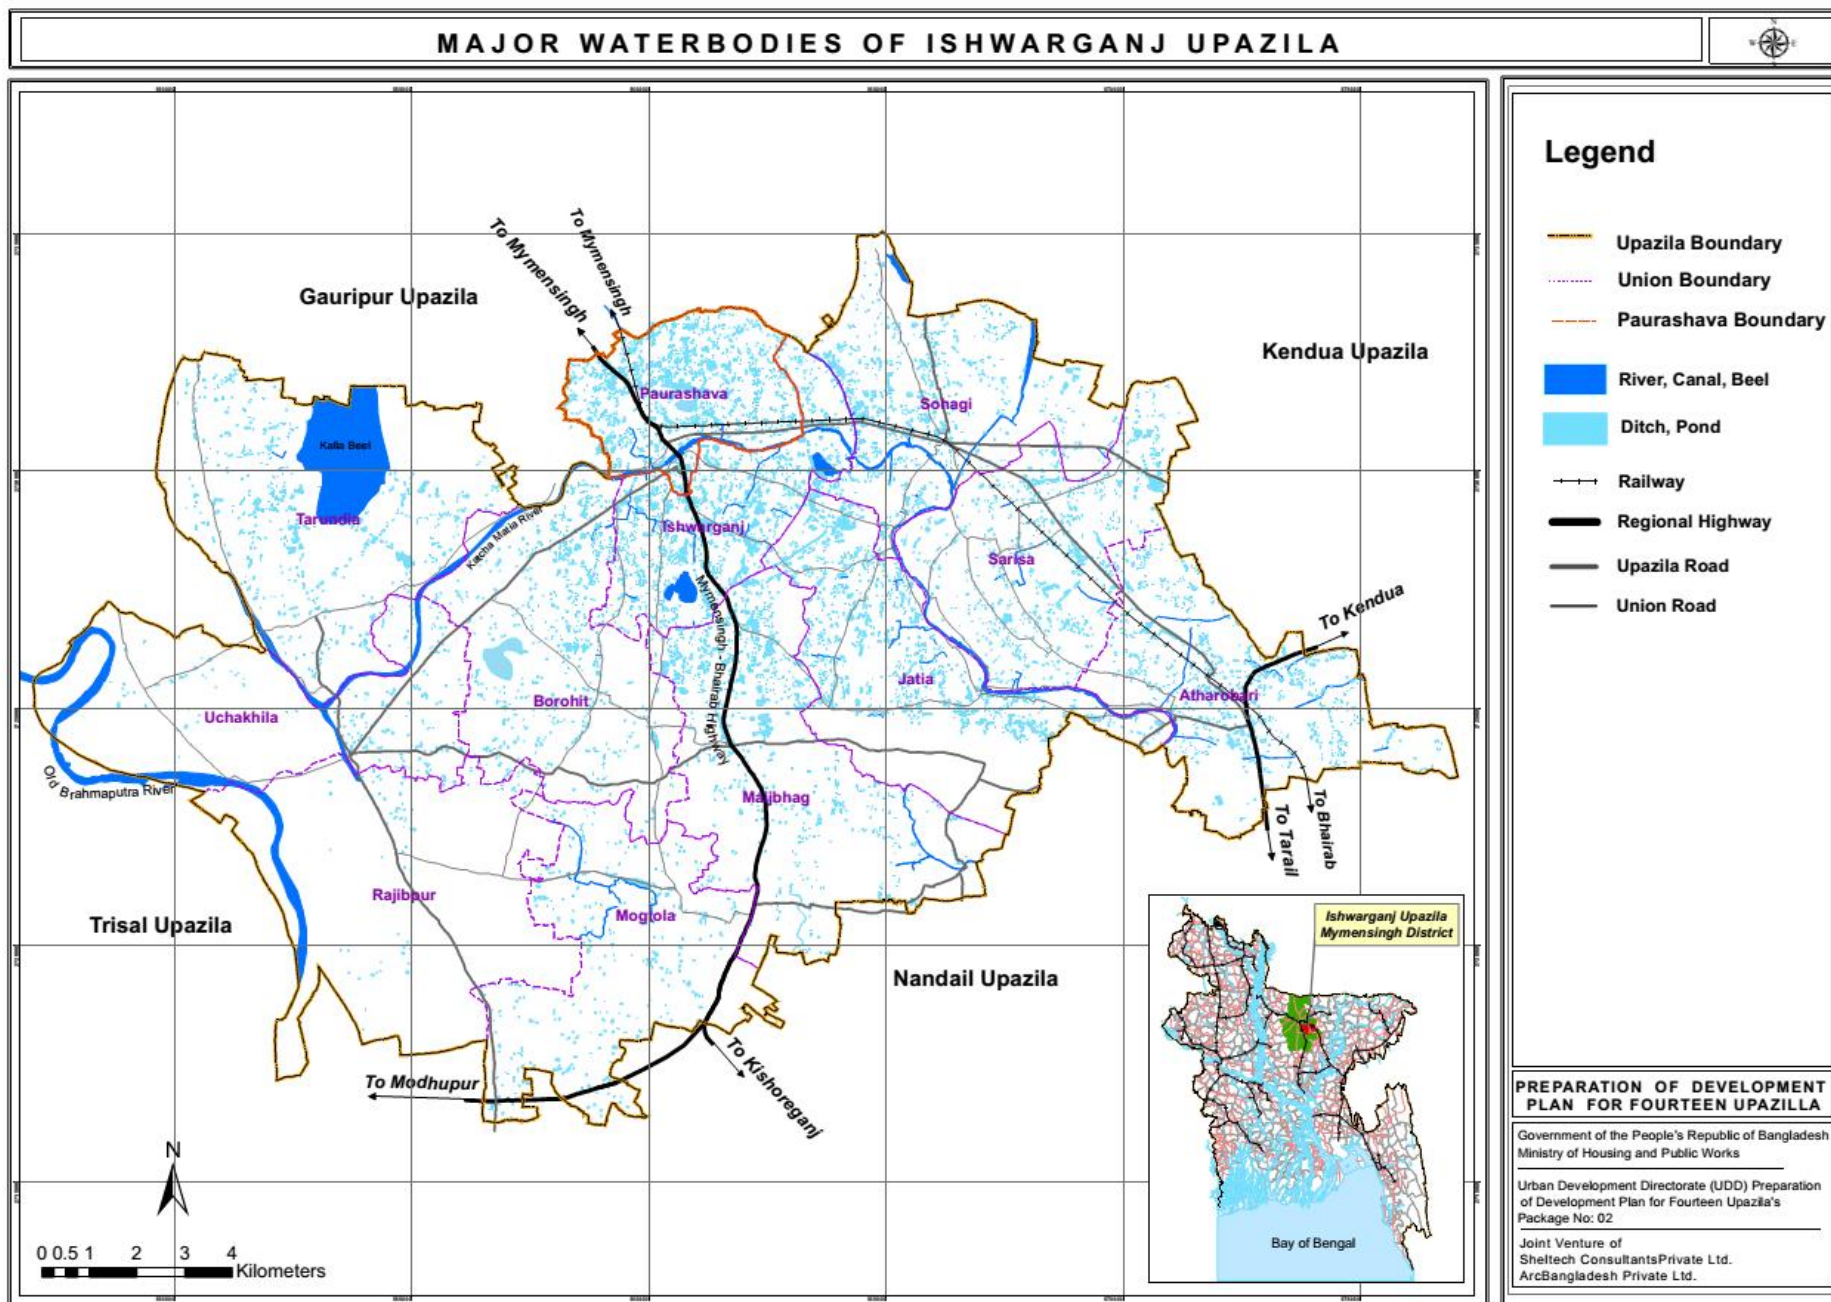 MAJOR WATERBODIES OF ISHWARGANJ UPAZILA
N
W
E
To Mymensingh
To Mymensingh
Gauripur Upazila
Kendua Upazila
Paurashava
Sohagi
Kalla Beel
Tarundia
Katcha Matia River
Ishwarganj
Sarisa
Mymensingh - Bhairab Highway
To Kendua
Jatia
Atharobari
Borohit
Uchakhila
Old Brahmaputra River
Maijbhag
To Bhairab
To Tarail
Rajibpur
Mogtola
Trisal Upazila
Nandail Upazila
To Modhupur
To Kishoreganj
N
0 0.5 1 2 3 4
Kilometers
Ishwarganj Upazila
Mymensingh District
Bay of Bengal
Legend
Upazila Boundary
Union Boundary
Paurashava Boundary
River, Canal, Beel
Ditch, Pond
Railway
Regional Highway
Upazila Road
Union Road
PREPARATION OF DEVELOPMENT
PLAN FOR FOURTEEN UPAZILLA
Government of the People's Republic of Bangladesh
Ministry of Housing and Public Works
Urban Development Directorate (UDD) Preparation
of Development Plan for Fourteen Upazila's
Package No: 02
Joint Venture of
Sheltech ConsultantsPrivate Ltd.
ArcBangladesh Private Ltd.